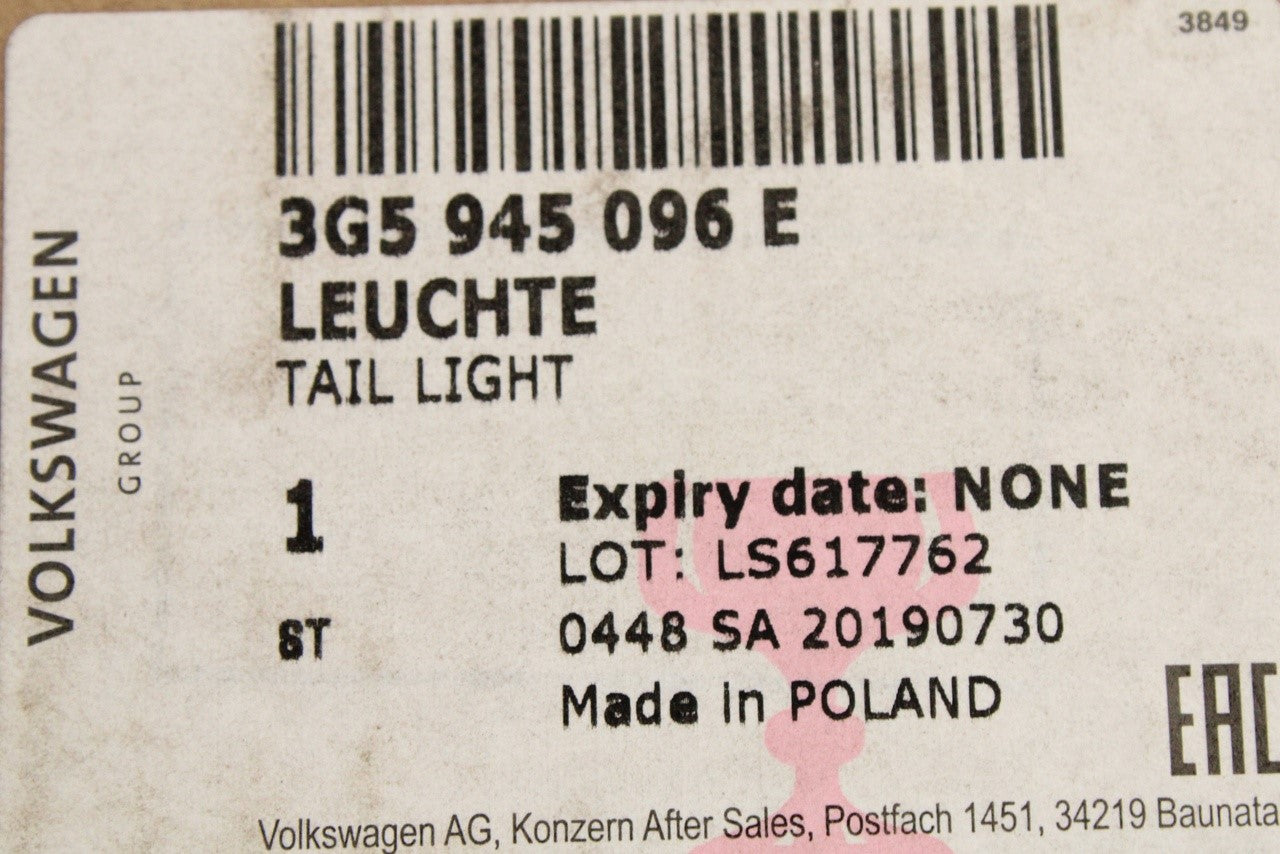 3849
3G5 945 096 E
LEUCHTE
TAIL LIGHT
VOLKSWAGEN
GROUP
1
Expiry date: NONE
LOT: LS617762
ST
0448 SA 20190730
Made in POLAND
EAC
Volkswagen AG, Konzern After Sales, Postfach 1451, 34219 Baunata